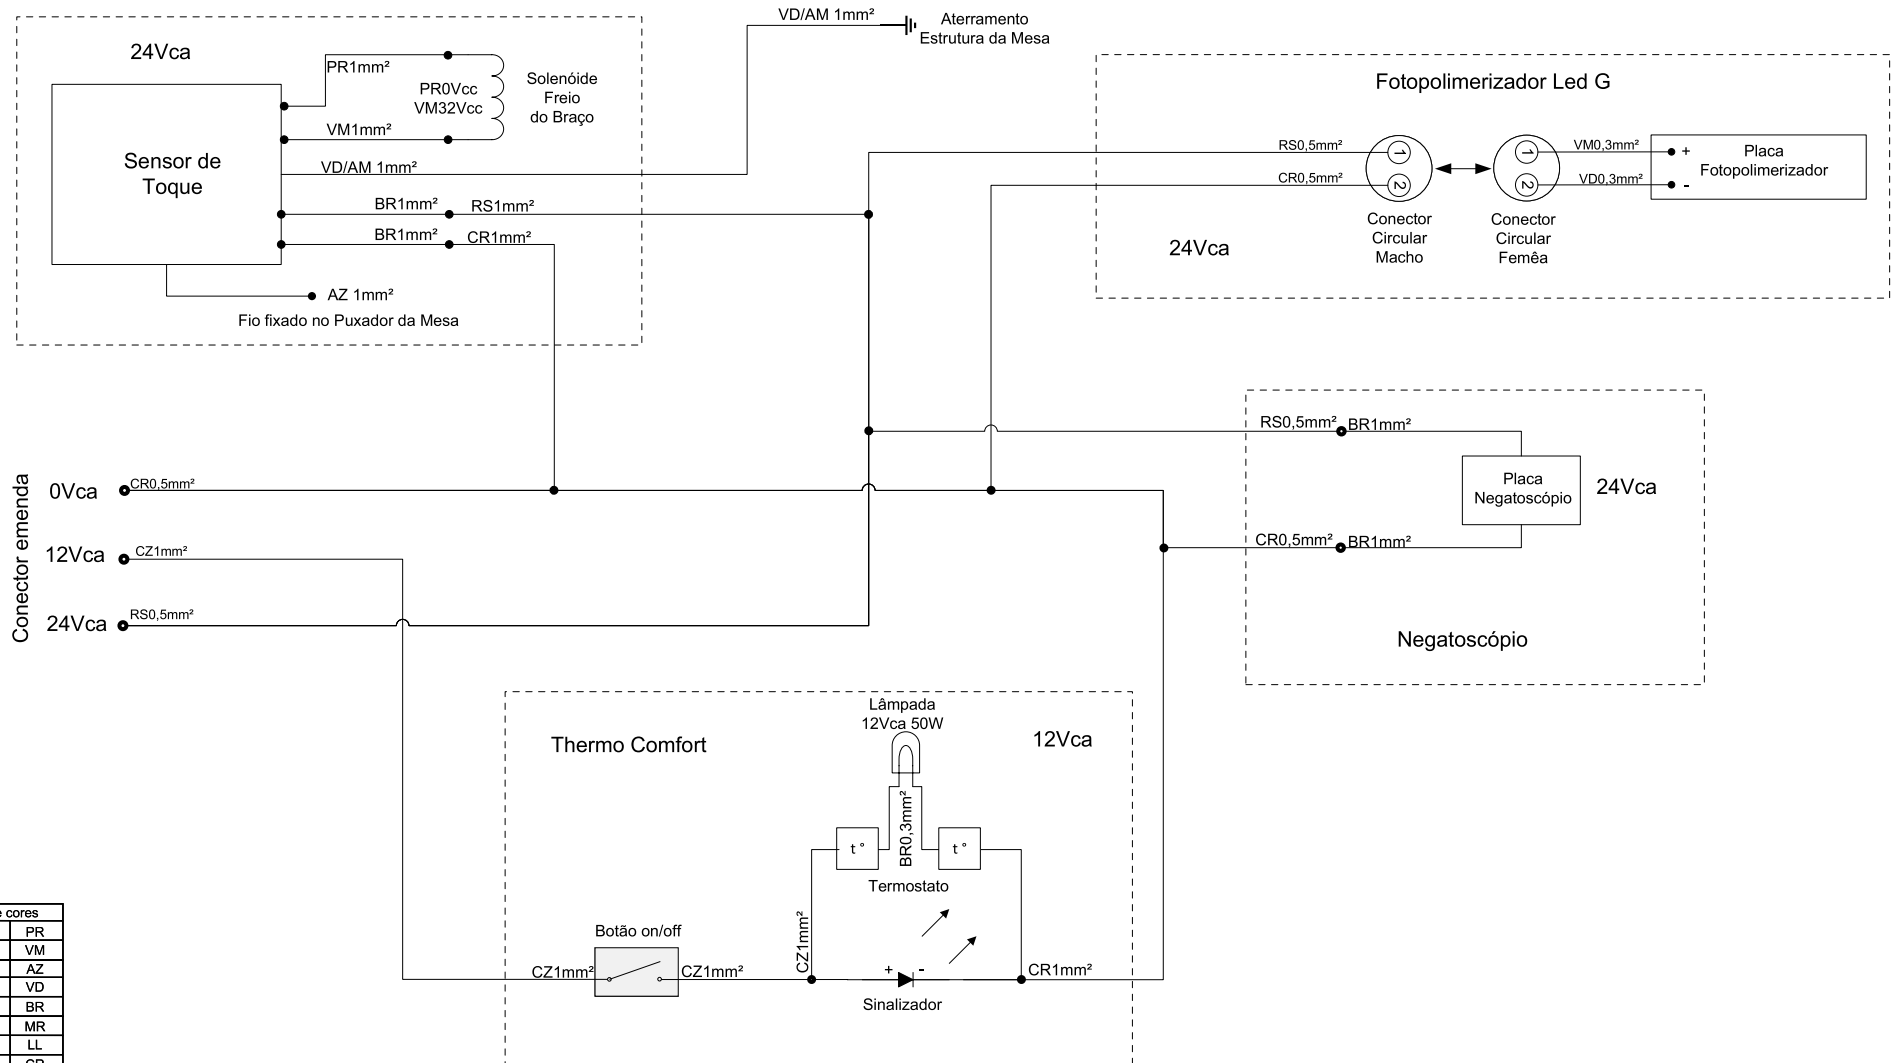 VD/AM 1mm²
Aterramento
Estrutura da Mesa
24Vca
PR1mm²
PR0Vcc
VM32Vcc
Solenóide
Freio
do Braço
VM1mm²
Sensor de
Toque
VD/AM 1mm²
BR1mm²
RS1mm²
BR1mm²
CR1mm²
AZ 1mm²
Fio fixado no Puxador da Mesa
Fotopolimerizador Led G
RS0,5mm²
1
1
VM0,3mm²
+
Placa
Fotopolimerizador
CR0,5mm²
2
2
VD0,3mm²
-
Conector
Circular
Macho
Conector
Circular
Femêa
24Vca
Conector emenda
0Vca
CR0,5mm²
12Vca
CZ1mm²
24Vca
RS0,5mm²
RS0,5mm²
BR1mm²
Placa
Negatoscópio
24Vca
CR0,5mm²
BR1mm²
Negatoscópio
Thermo Comfort
Lâmpada
12Vca 50W
12Vca
BR0,3mm²
t°
t°
Termostato
Botão on/off
CZ1mm²
CZ1mm²
CZ1mm²
+
-
CR1mm²
Sinalizador
cores
PR
VM
AZ
VD
BR
MR
LL